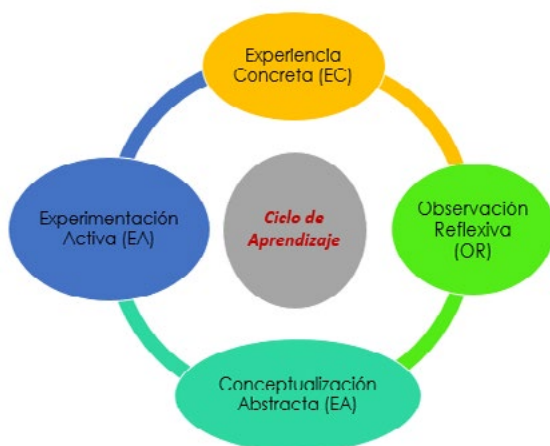 Experiencia
Concreta (EC)
Observación
Reflexiva
(OR)
Ciclo de
Aprendizaje
Experimentación
Activa (EA)
Conceptualización
Abstracta (EA)